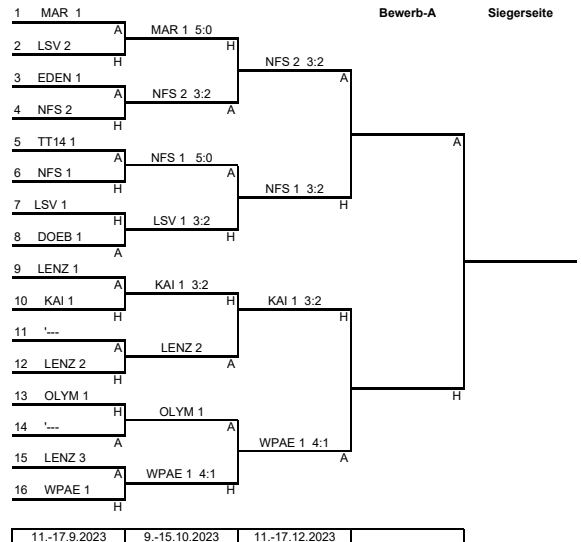 1 MAR 1 Bewerb-A Siegerseite
A MAR 1 5:0
2 LSV 2 H
H NFS 2 3:2
3 EDEN 1 A
A NFS 2 3:2
4 NFS 2 A
H
5 TT14 1 A
A NFS 1 5:0
6 NFS 1 A
H NFS 1 3:2
7 LSV 1 H
H LSV 1 3:2
8 DOEB 1 H
A
9 LENZ 1
A KAI 1 3:2
10 KAI 1 H KAI 1 3:2
H H
11 '---
A LENZ 2
12 LENZ 2 A
H
13 OLYM 1 H
H OLYM 1
14 '--- A
A WPAE 1 4:1
15 LENZ 3 A
A WPAE 1 4:1
16 WPAE 1 H
H
11.-17.9.2023 9.-15.10.2023 11.-17.12.2023